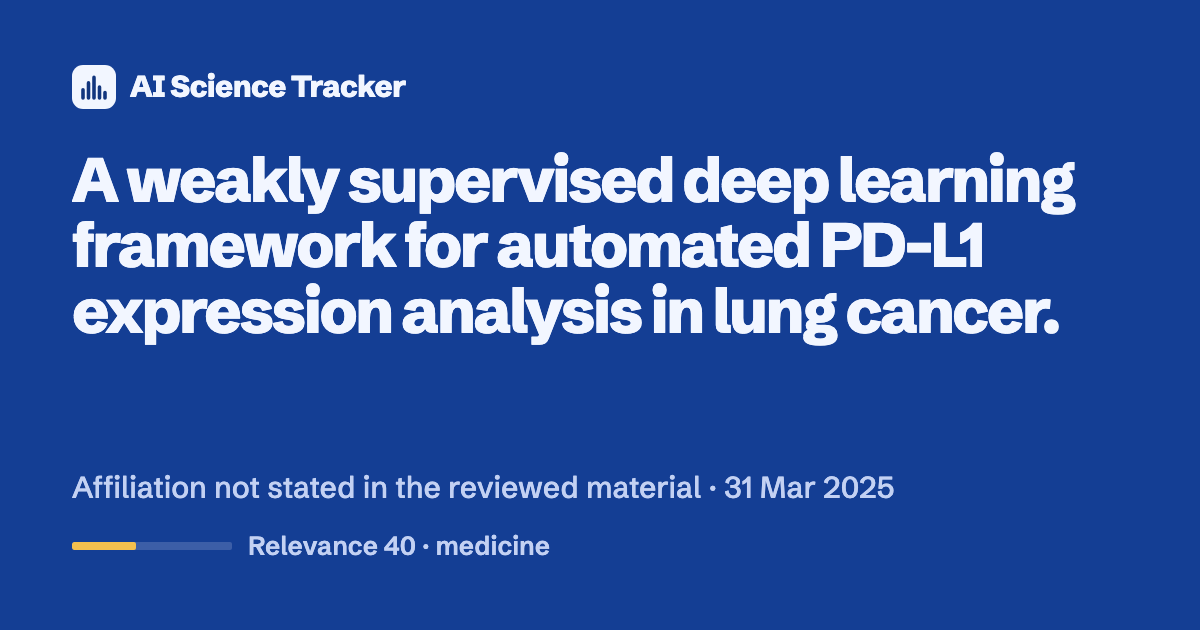 AI Science Tracker
A weakly supervised deep learning
framework for automated PD-L1
expression analysis in lung cancer.
Affiliation not stated in the reviewed material · 31 Mar 2025
Relevance 40 · medicine